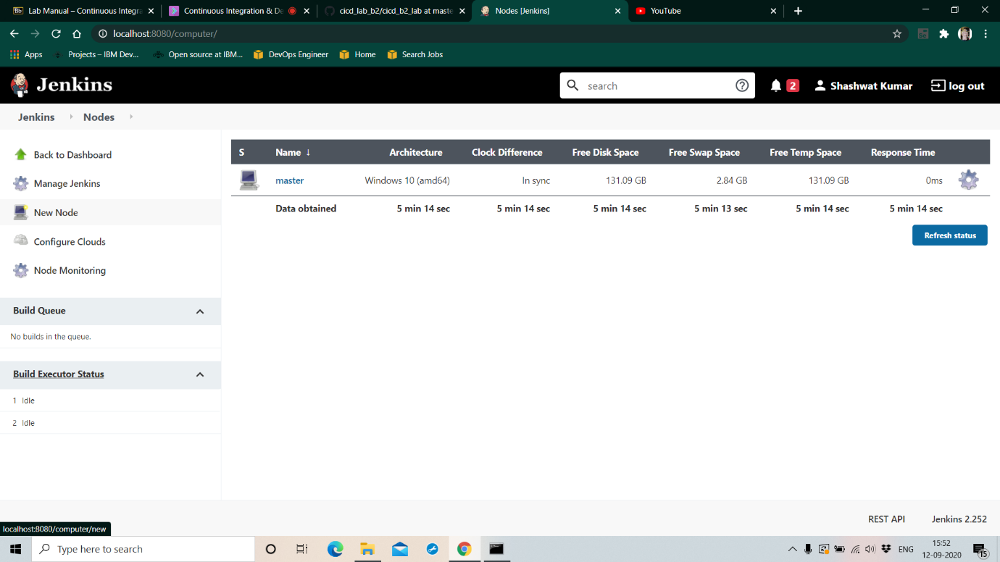 Lab Manual – Continuous Integra
Continuous Integration & De
cicd_lab_b2/cicd_b2_lab at maste
Nodes [Jenkins]
YouTube
localhost:8080/computer/
Apps
Projects – IBM Dev...
Open source at IBM...
DevOps Engineer
Home
Search Jobs
Jenkins
search
2
Shashwat Kumar
log out
Jenkins
Nodes
Back to Dashboard
Manage Jenkins
New Node
Configure Clouds
Node Monitoring
Build Queue
No builds in the queue.
Build Executor Status
1 Idle
2 Idle
S Name ↓ Architecture Clock Difference Free Disk Space Free Swap Space Free Temp Space Response Time
master Windows 10 (amd64) In sync 131.09 GB 2.84 GB 131.09 GB 0ms
Data obtained 5 min 14 sec 5 min 14 sec 5 min 14 sec 5 min 13 sec 5 min 14 sec 5 min 14 sec
Refresh status
REST API Jenkins 2.252
localhost:8080/computer/new
Type here to search
ENG
15:52
12-09-2020
15